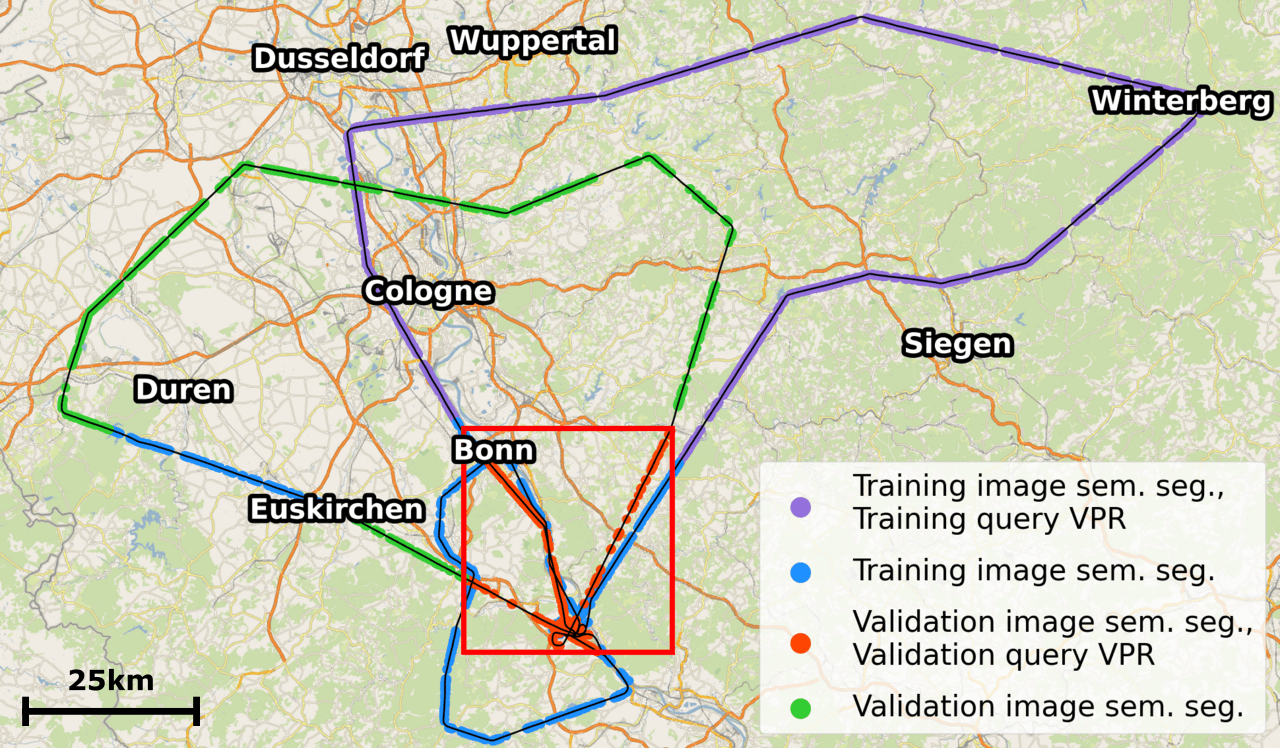 Wuppertal
Dusseldorf
Winterberg
Cologne
Siegen
Duren
Bonn
Euskirchen
Training image sem. seg.,
Training query VPR
Training image sem. seg.
Validation image sem. seg.,
Validation query VPR
Validation image sem. seg.
25km